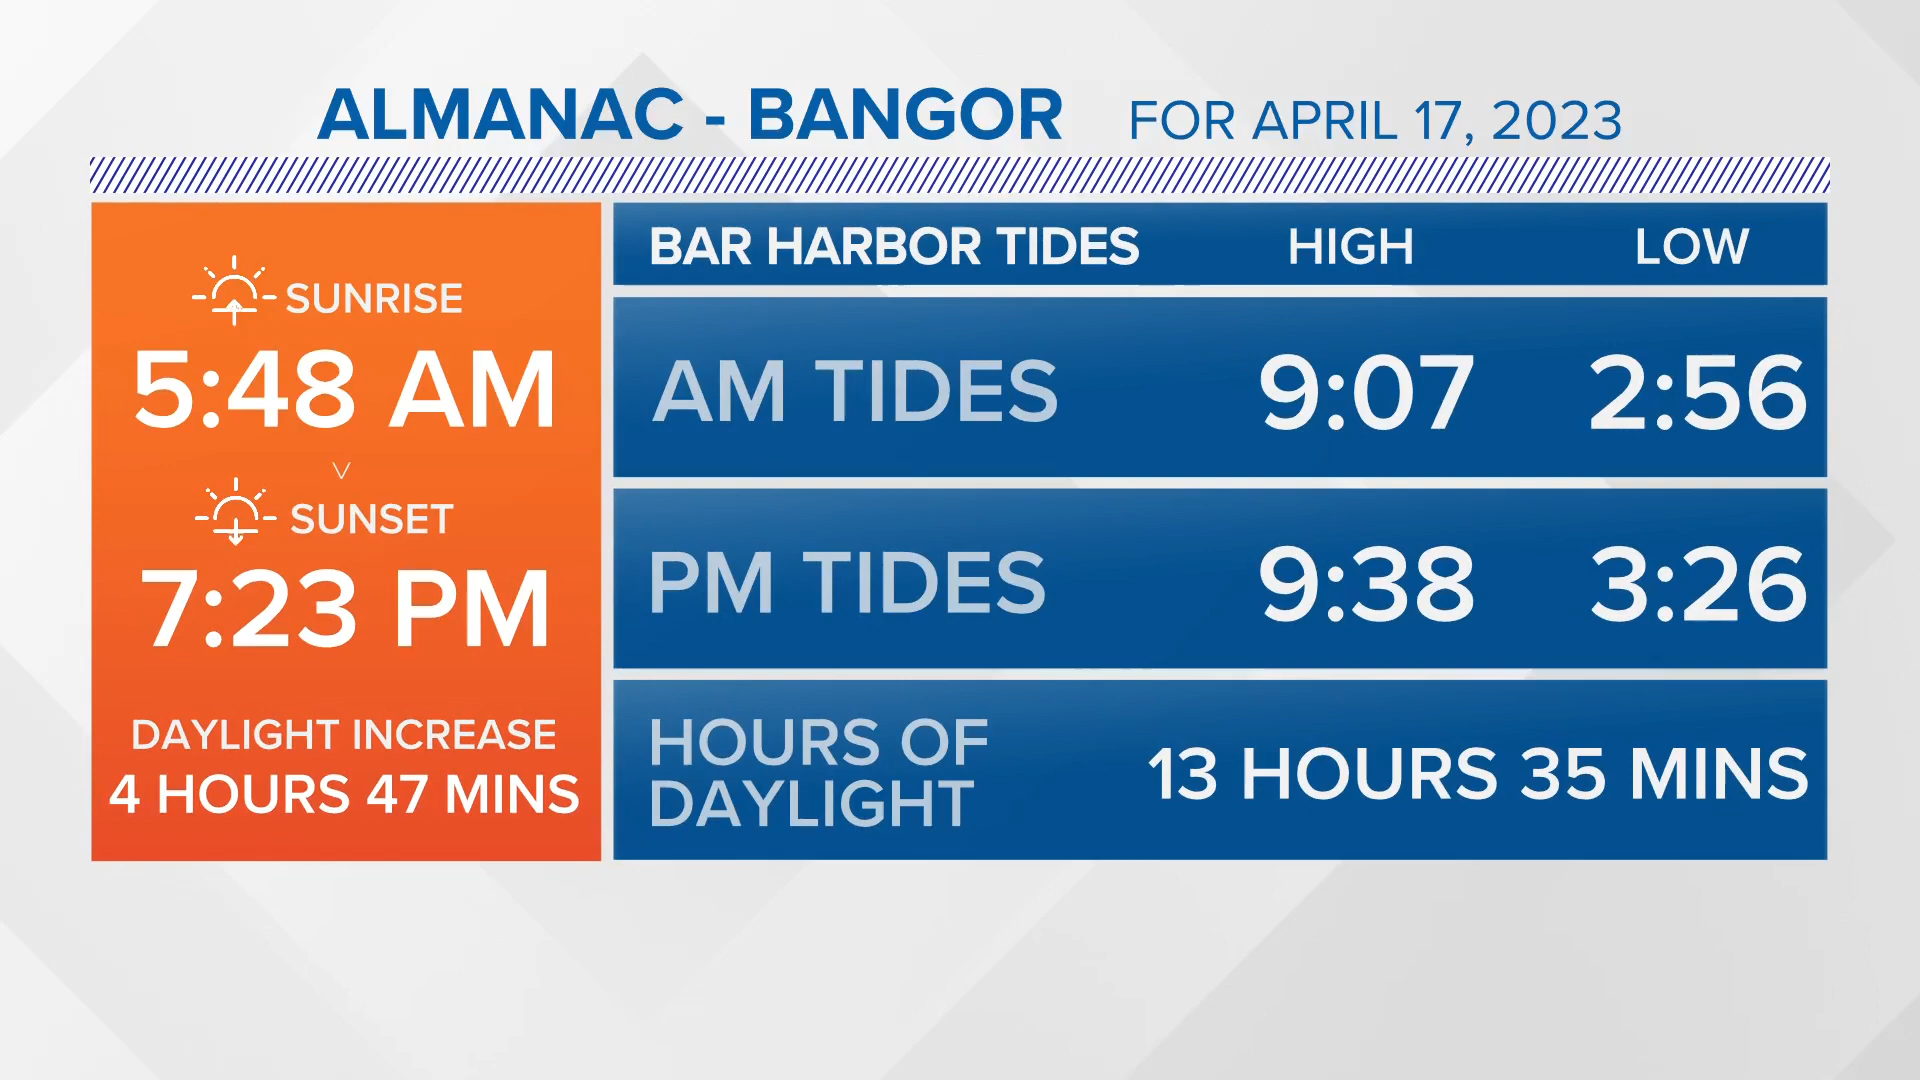 ALMANAC - BANGOR FOR APRIL 17, 2023
SUNRISE
5:48 AM
SUNSET
7:23 PM
DAYLIGHT INCREASE
4 HOURS 47 MINS
BAR HARBOR TIDES HIGH LOW
AM TIDES 9:07 2:56
PM TIDES 9:38 3:26
HOURS OF
DAYLIGHT
13 HOURS 35 MINS